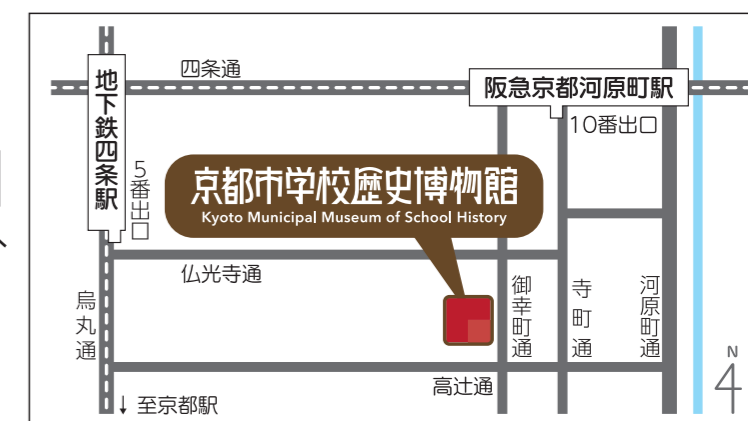 四条通
地下鉄四条駅
阪急京都河原町駅
10番出口
5番出口
京都市学校歴史博物館
Kyoto Municipal Museum of School History
仏光寺通
烏丸通
御幸町通
寺町通
河原町通
高辻通
↓ 至京都駅
N